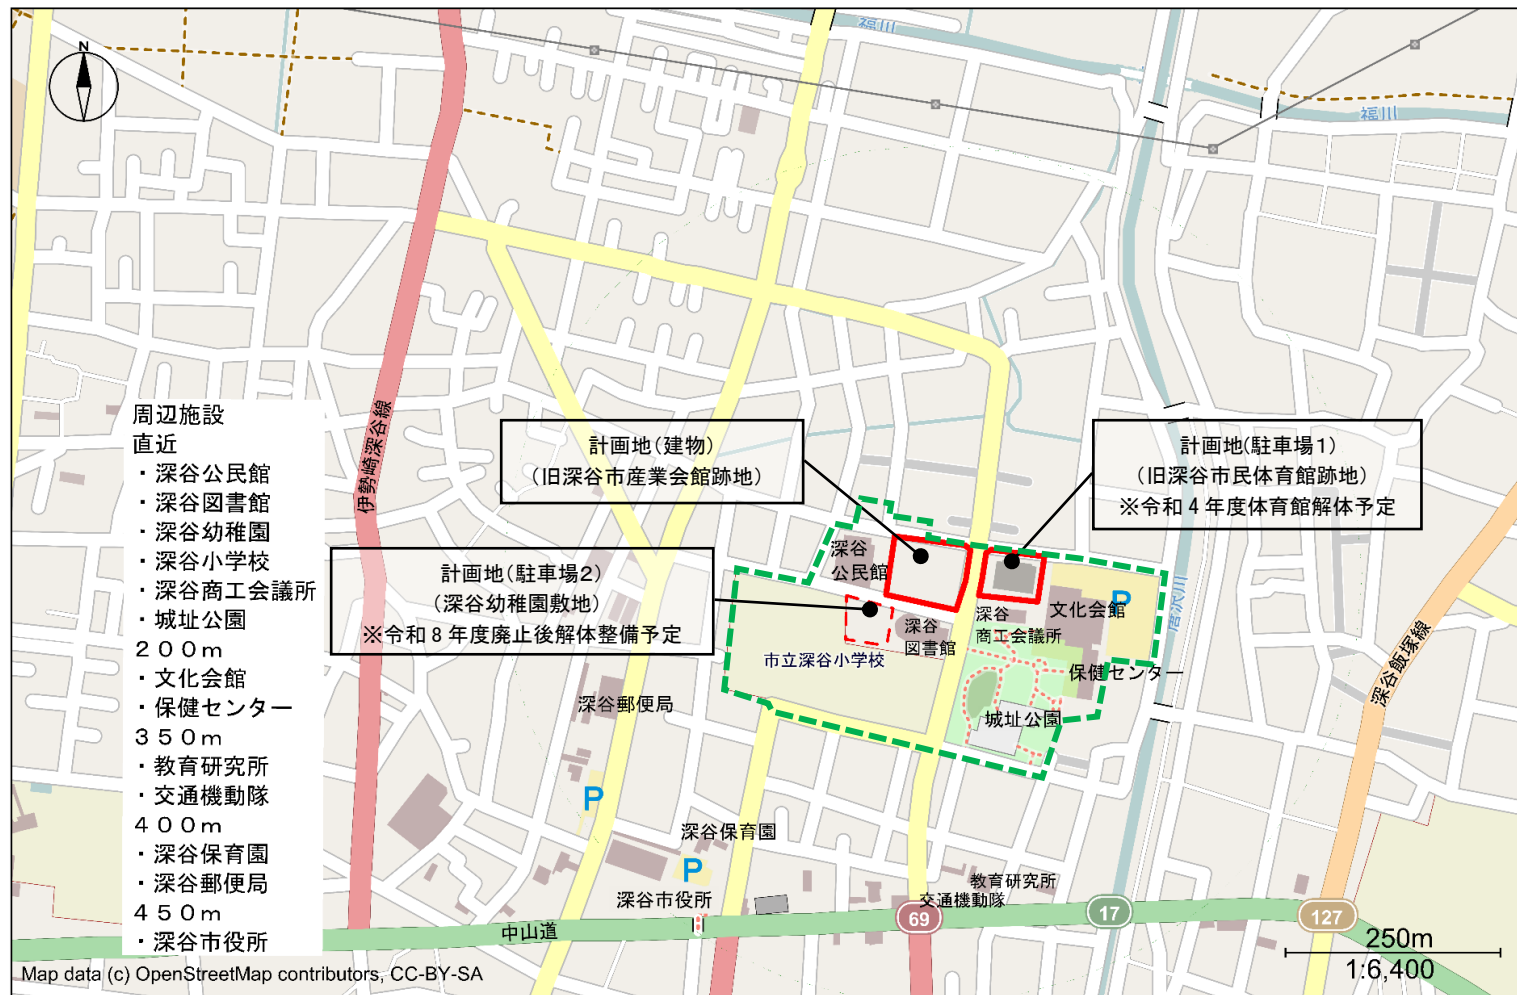 N
福川
福川
伊勢崎深谷線
周辺施設
直近
・深谷公民館
・深谷図書館
・深谷幼稚園
・深谷小学校
・深谷商工会議所
・城址公園
２００ｍ
・文化会館
・保健センター
３５０ｍ
・教育研究所
・交通機動隊
４００ｍ
・深谷保育園
・深谷郵便局
４５０ｍ
・深谷市役所
計画地（建物）
（旧深谷市産業会館跡地）
計画地（駐車場１）
（旧深谷市民体育館跡地）
※令和４年度体育館解体予定
計画地（駐車場２）
（深谷幼稚園敷地）
※令和８年度廃止後解体整備予定
深谷
公民館
深谷
図書館
深谷
商工会議所
文化会館
P
唐沢川
市立深谷小学校
保健センター
城址公園
深谷飯塚線
深谷郵便局
P
深谷保育園
P
深谷市役所
教育研究所
交通機動隊
中山道
69
17
127
250m
1:6,400
Map data (c) OpenStreetMap contributors, CC-BY-SA